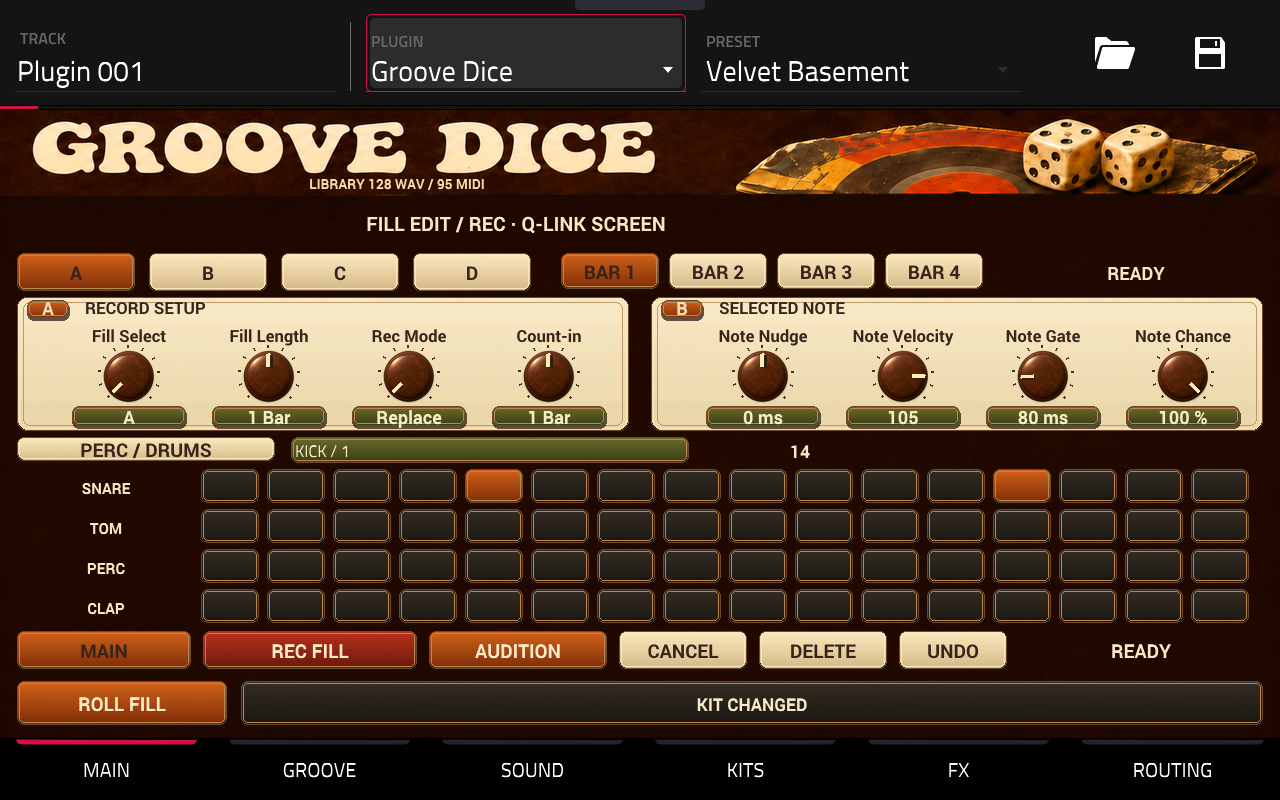 TRACK
Plugin 001
PLUGIN
Groove Dice
PRESET
Velvet Basement
GROOVE DICE
LIBRARY 128 WAV / 95 MIDI
FILL EDIT / REC · Q-LINK SCREEN
A B C D BAR 1 BAR 2 BAR 3 BAR 4 READY
A RECORD SETUP
Fill Select Fill Length Rec Mode Count-in
A 1 Bar Replace 1 Bar
B SELECTED NOTE
Note Nudge Note Velocity Note Gate Note Chance
0 ms 105 80 ms 100 %
PERC / DRUMS KICK / 1 14
SNARE
TOM
PERC
CLAP
MAIN REC FILL AUDITION CANCEL DELETE UNDO READY
ROLL FILL KIT CHANGED
MAIN GROOVE SOUND KITS FX ROUTING